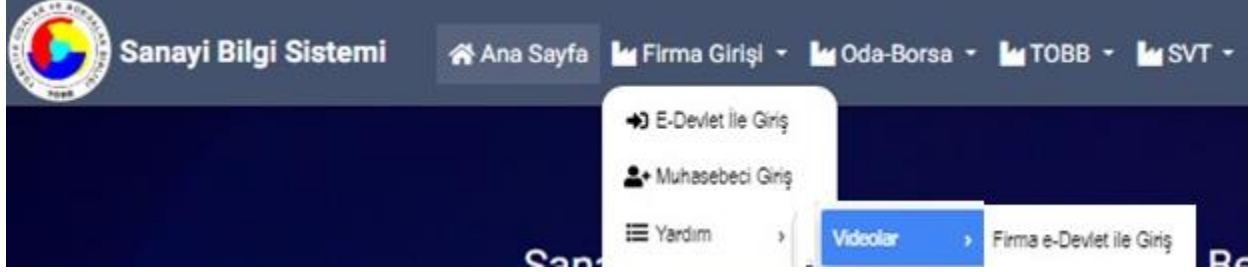 Sanayi Bilgi Sistemi Ana Sayfa Firma Girişi Oda-Borsa TOBB SVT
E-Devlet İle Giriş
Muhasebeci Giriş
Yardım Videolar Firma e-Devlet ile Giriş